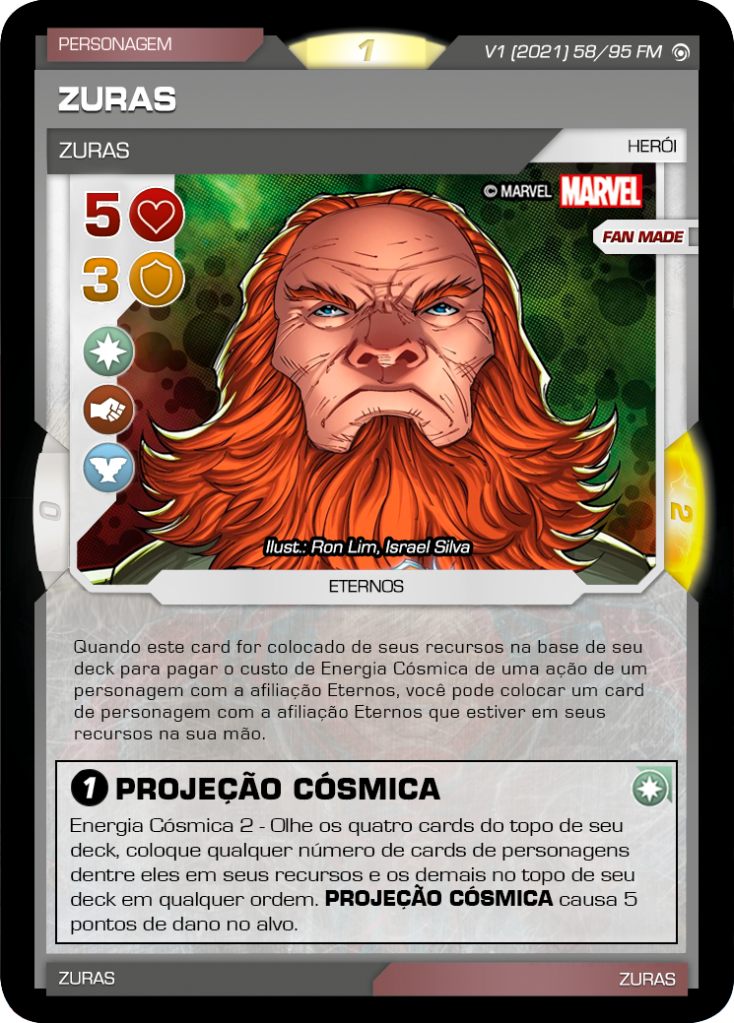 PERSONAGEM
1
V1 (2021) 58/95 FM
ZURAS
ZURAS
HERÓI
© MARVEL MARVEL
5
FAN MADE
3
0
2
Ilust.: Ron Lim, Israel Silva
ETERNOS
Quando este card for colocado de seus recursos na base de seu
deck para pagar o custo de Energia Cósmica de uma ação de um
personagem com a afiliação Eternos, você pode colocar um card
de personagem com a afiliação Eternos que estiver em seus
recursos na sua mão.
1 PROJEÇÃO CÓSMICA
Energia Cósmica 2 - Olhe os quatro cards do topo de seu
deck, coloque qualquer número de cards de personagens
dentre eles em seus recursos e os demais no topo de seu
deck em qualquer ordem. PROJEÇÃO CÓSMICA causa 5
pontos de dano no alvo.
ZURAS
ZURAS